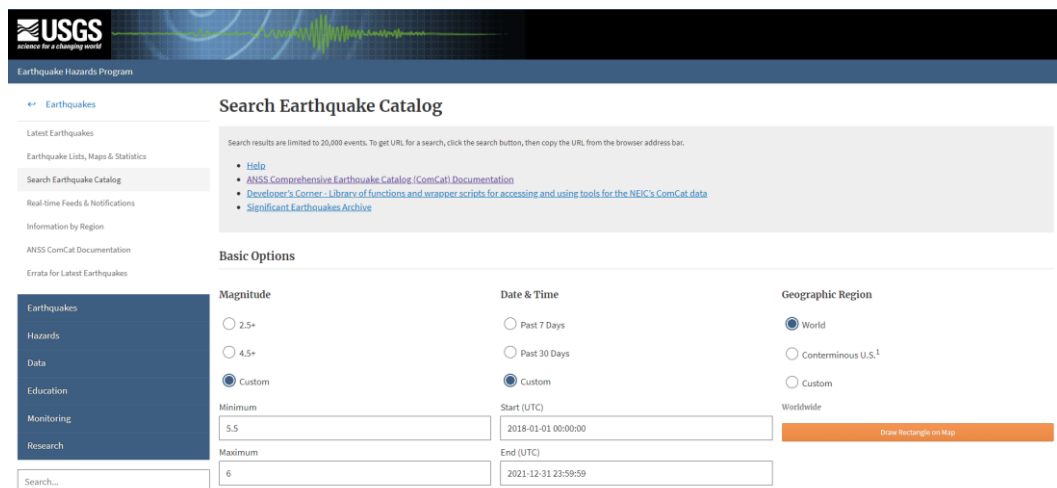 USGS
science for a changing world
Earthquake Hazards Program
↩ Earthquakes
Latest Earthquakes
Earthquake Lists, Maps & Statistics
Search Earthquake Catalog
Real-time Feeds & Notifications
Information by Region
ANSS ComCat Documentation
Errata for Latest Earthquakes
Earthquakes
Hazards
Data
Education
Monitoring
Research
Search...
Search Earthquake Catalog
Search results are limited to 20,000 events. To get URL for a search, click the search button, then copy the URL from the browser address bar.
• Help
• ANSS Comprehensive Earthquake Catalog (ComCat) Documentation
• Developer's Corner - Library of functions and wrapper scripts for accessing and using tools for the NEIC's ComCat data
• Significant Earthquakes Archive
Basic Options
Magnitude
2.5+
4.5+
Custom
Minimum
5.5
Maximum
6
Date & Time
Past 7 Days
Past 30 Days
Custom
Start (UTC)
2018-01-01 00:00:00
End (UTC)
2021-12-31 23:59:59
Geographic Region
World
Conterminous U.S.1
Custom
Worldwide
Draw Rectangle on Map